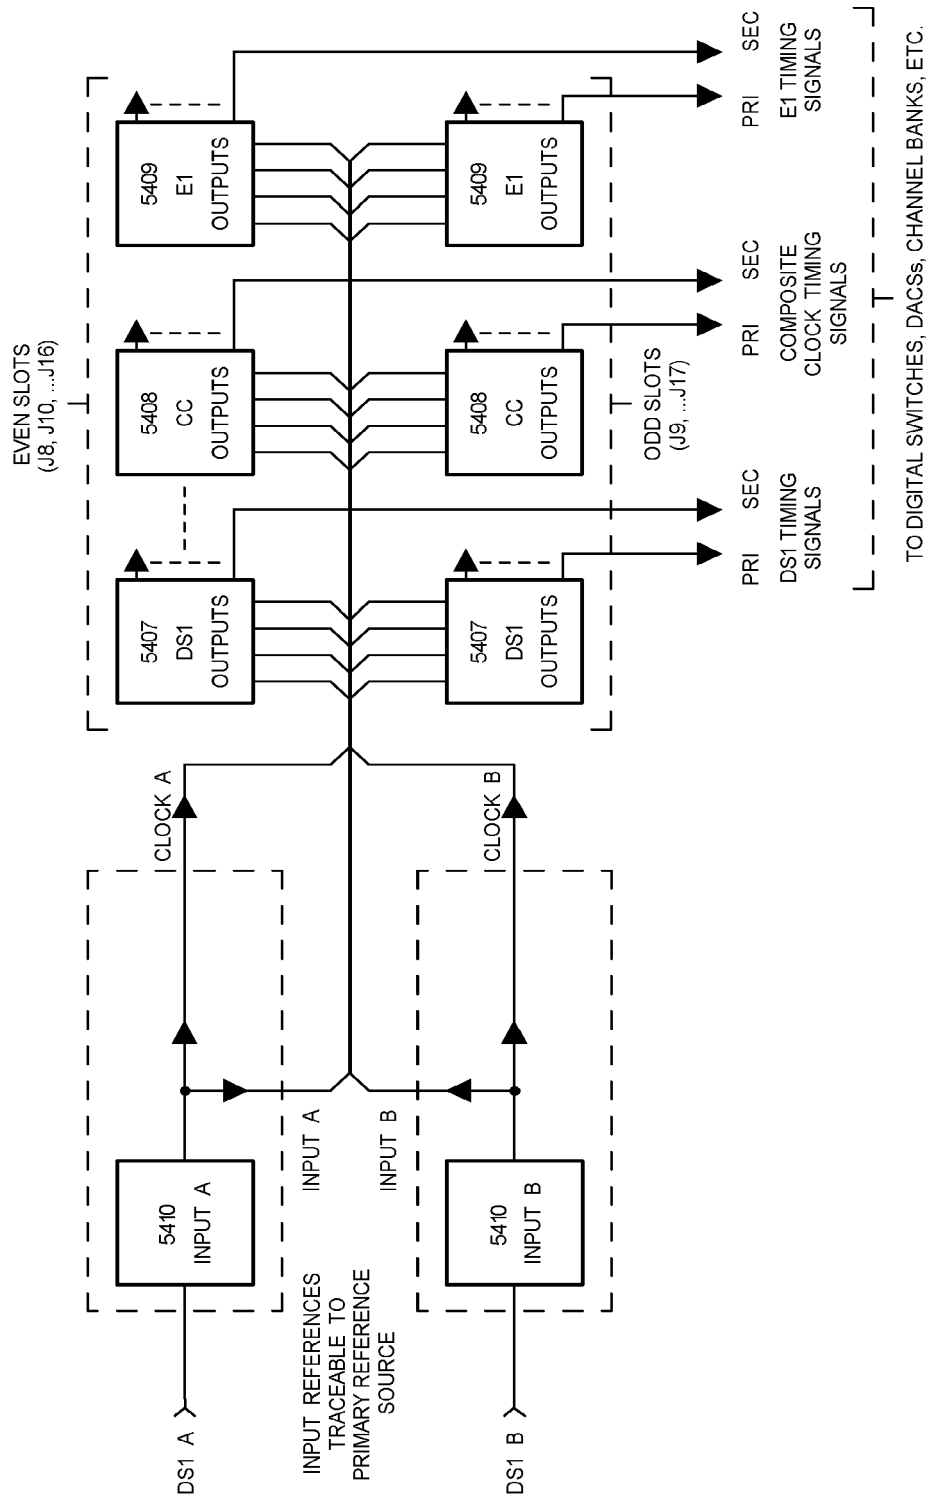 EVEN SLOTS
(J8, J10, ...J16)
5410
INPUT A
DS1 A
CLOCK A
5407
DS1
OUTPUTS
5408
CC
OUTPUTS
5409
E1
OUTPUTS
INPUT REFERENCES
TRACEABLE TO
PRIMARY REFERENCE
SOURCE
INPUT A
INPUT B
DS1 B
5410
INPUT B
CLOCK B
5407
DS1
OUTPUTS
5408
CC
OUTPUTS
5409
E1
OUTPUTS
ODD SLOTS
(J9, ...J17)
PRI SEC
DS1 TIMING
SIGNALS
PRI SEC
COMPOSITE
CLOCK TIMING
SIGNALS
PRI SEC
E1 TIMING
SIGNALS
TO DIGITAL SWITCHES, DACSs, CHANNEL BANKS, ETC.